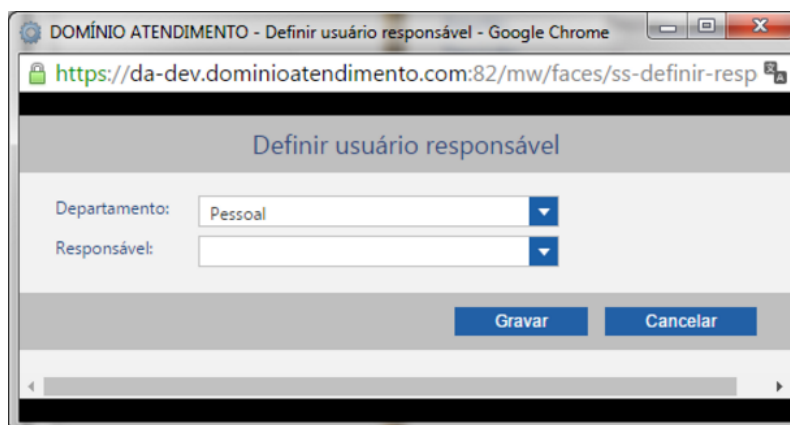 DOMÍNIO ATENDIMENTO - Definir usuário responsável - Google Chrome
https://da-dev.dominioatendimento.com:82/mw/faces/ss-definir-resp
Definir usuário responsável
Departamento: Pessoal
Responsável:
Gravar Cancelar